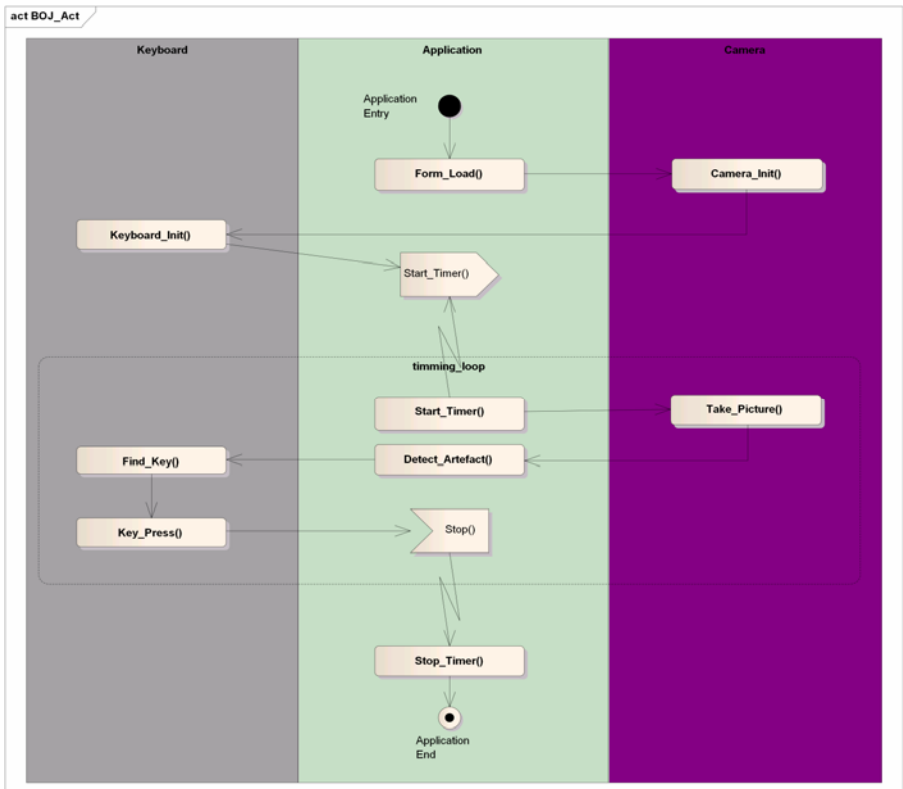 act BOJ_Act
Keyboard
Application
Camera
Application
Entry
Form_Load()
Camera_Init()
Keyboard_Init()
Start_Timer()
timming_loop
Start_Timer()
Take_Picture()
Find_Key()
Detect_Artefact()
Key_Press()
Stop()
Stop_Timer()
Application
End